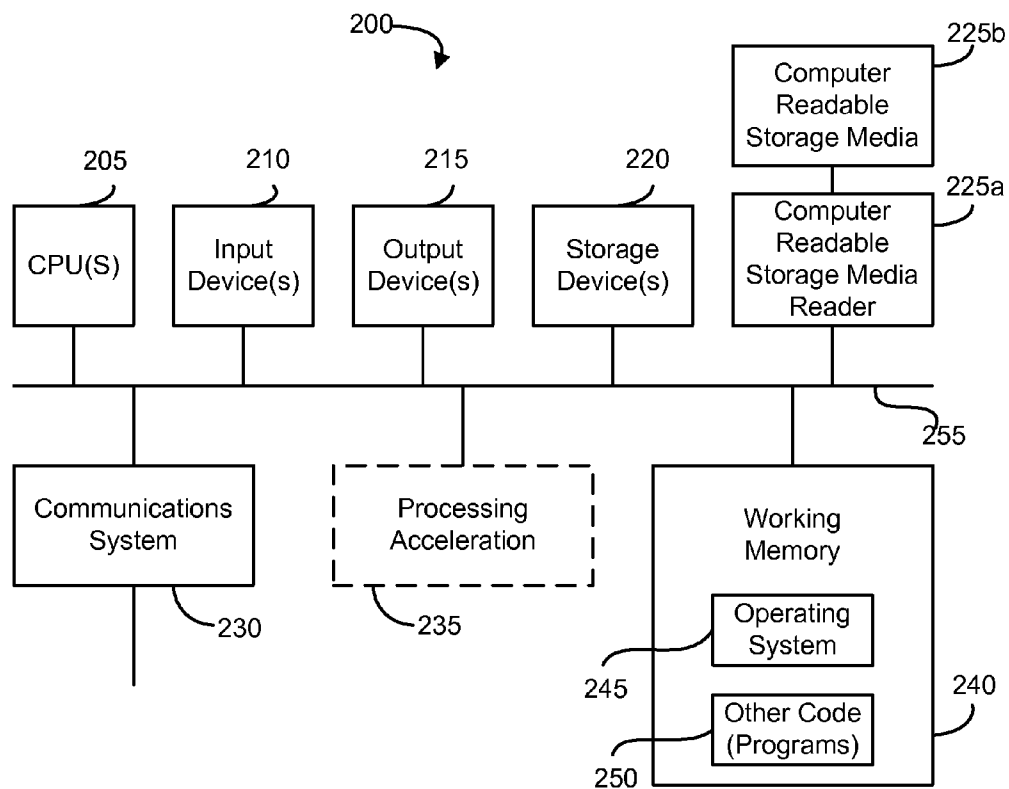 200
225b
Computer
Readable
Storage Media
205
210
215
220
225a
CPU(S)
Input
Device(s)
Output
Device(s)
Storage
Device(s)
Computer
Readable
Storage Media
Reader
255
Communications
System
230
Processing
Acceleration
235
Working
Memory
Operating
System
245
Other Code
(Programs)
250
240